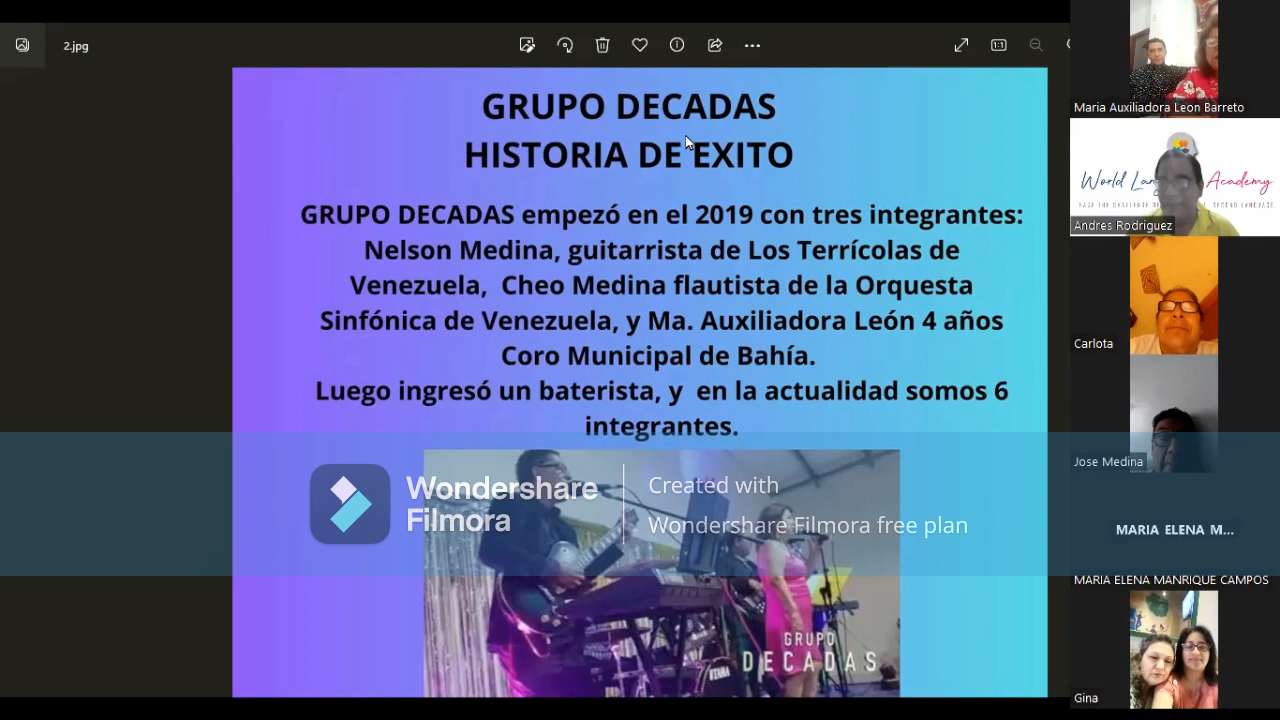 2.jpg
GRUPO DECADAS
HISTORIA DE EXITO
GRUPO DECADAS empezó en el 2019 con tres integrantes:
Nelson Medina, guitarrista de Los Terrícolas de
Venezuela, Cheo Medina flautista de la Orquesta
Sinfónica de Venezuela, y Ma. Auxiliadora León 4 años
Coro Municipal de Bahía.
Luego ingresó un baterista, y en la actualidad somos 6
integrantes.
Wondershare
Filmora
Created with
Wondershare Filmora free plan
GRUPO
DECADAS
TAMA
1:1
Maria Auxiliadora Leon Barreto
World Academy
Andres Rodriguez
Carlota
Jose Medina
MARIA ELENA M...
MARIA ELENA MANRIQUE CAMPOS
Gina